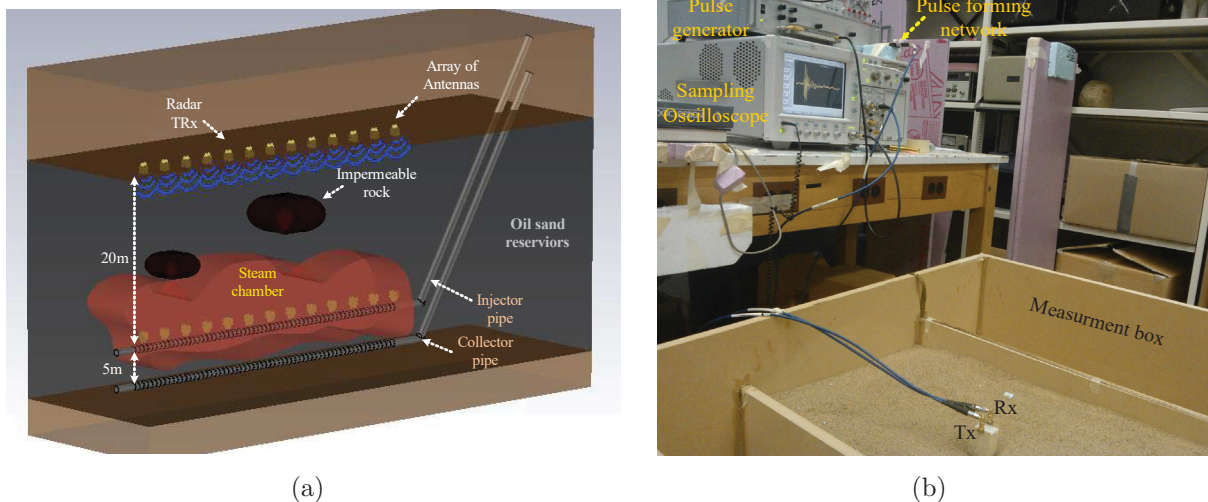 Array of
Antennas
Radar
TRx
Impermeable
rock
Oil sand
reserviors
20m
Steam
chamber
Injector
pipe
Collector
pipe
5m
(a)
Pulse
generator
Pulse forming
network
Sampling
Oscilloscope
Measurment box
Rx
Tx
(b)